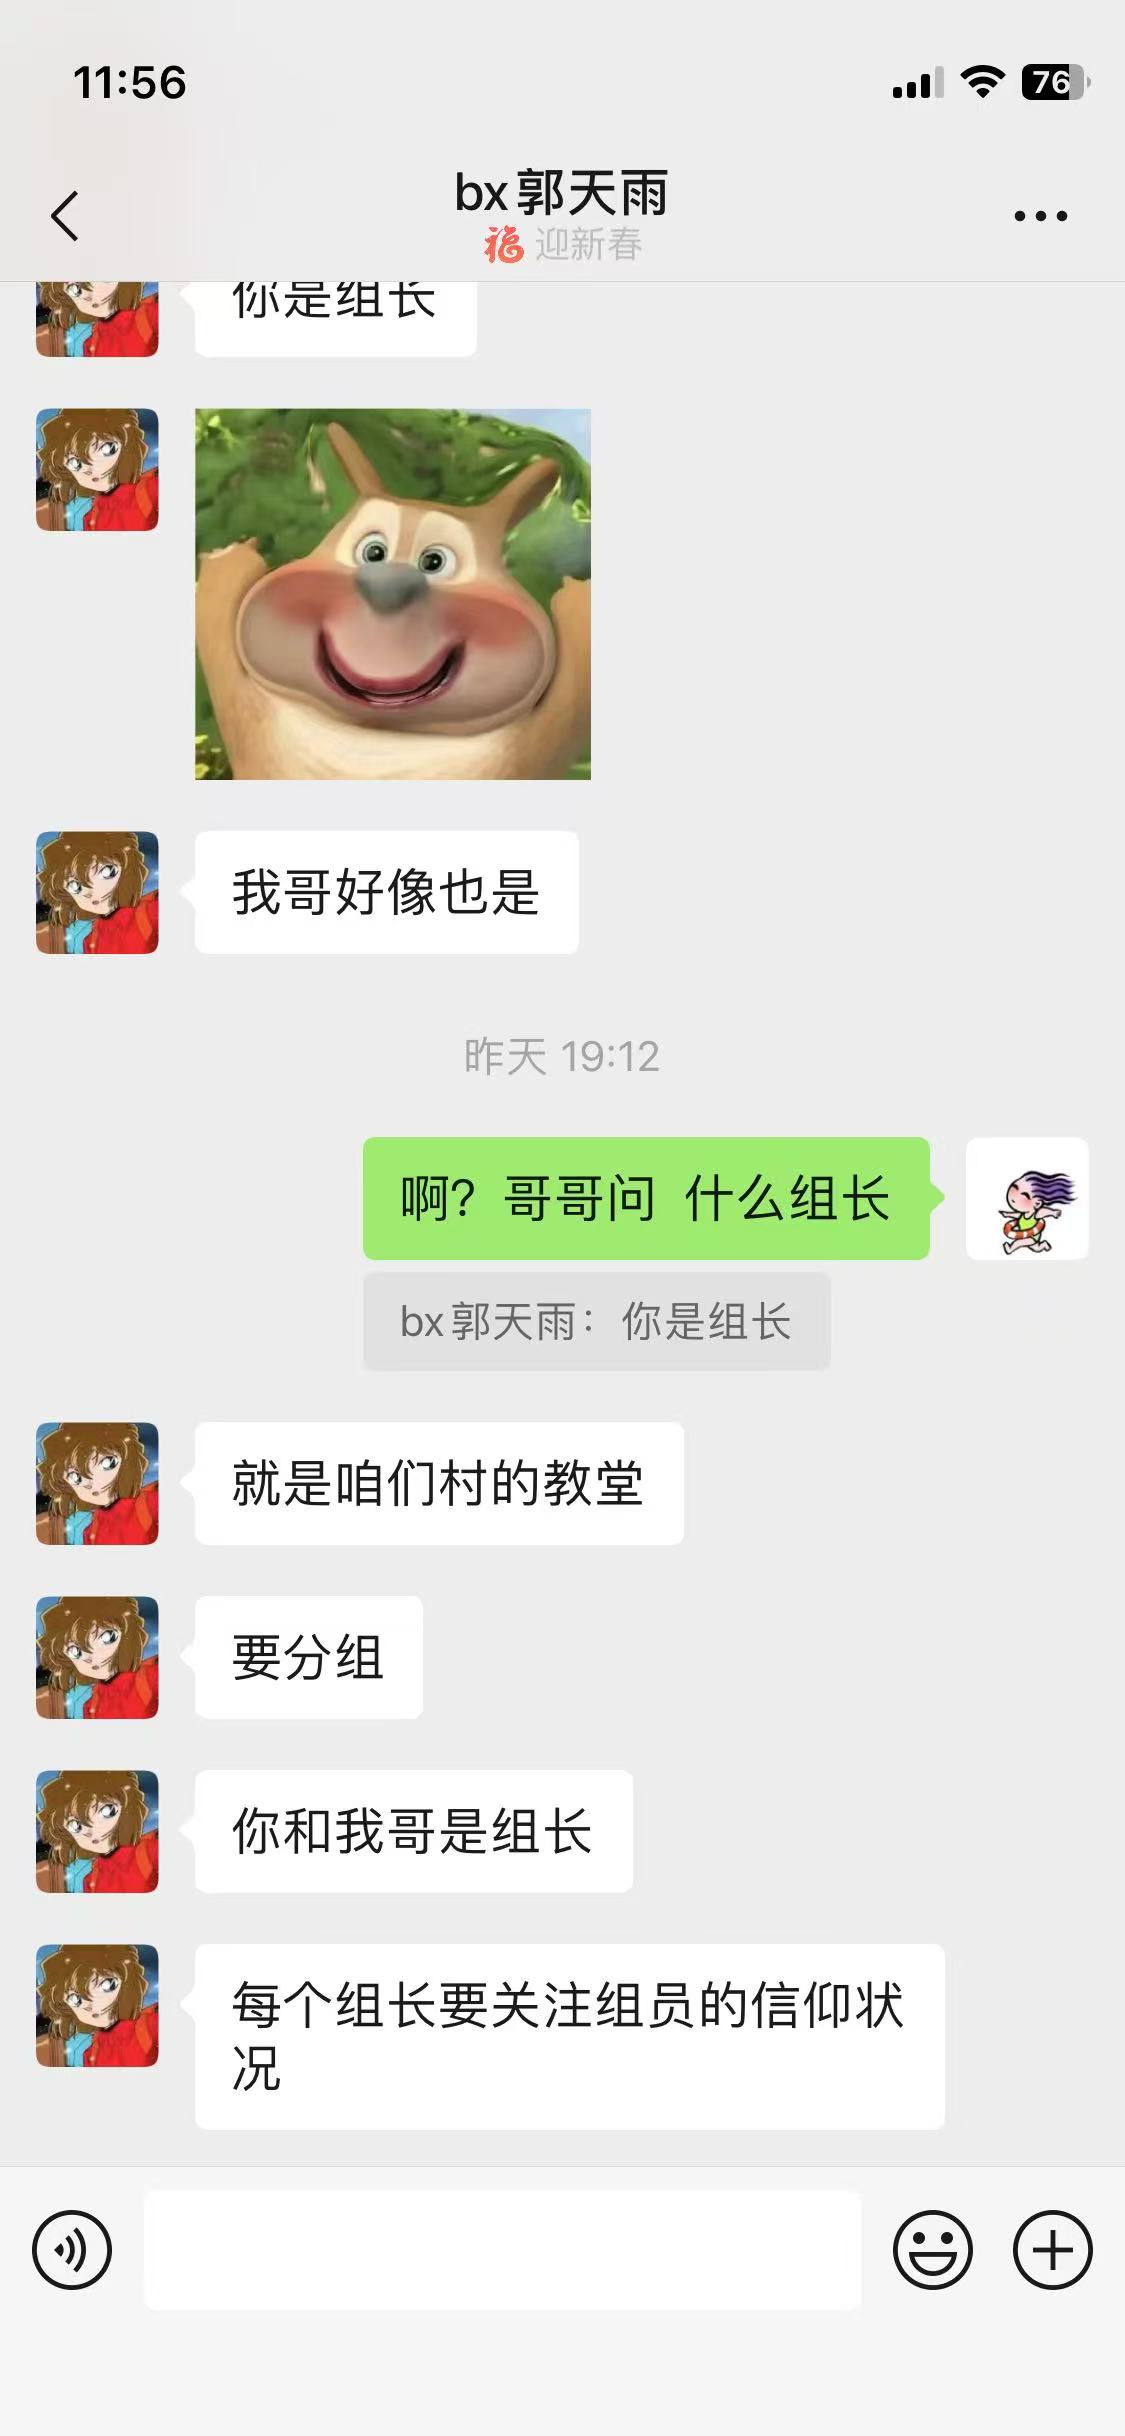 11:56
76
bx郭天雨
福 迎新春
你是组长
我哥好像也是
昨天 19:12
啊？哥哥问 什么组长
bx郭天雨：你是组长
就是咱们村的教堂
要分组
你和我哥是组长
每个组长要关注组员的信仰状
况